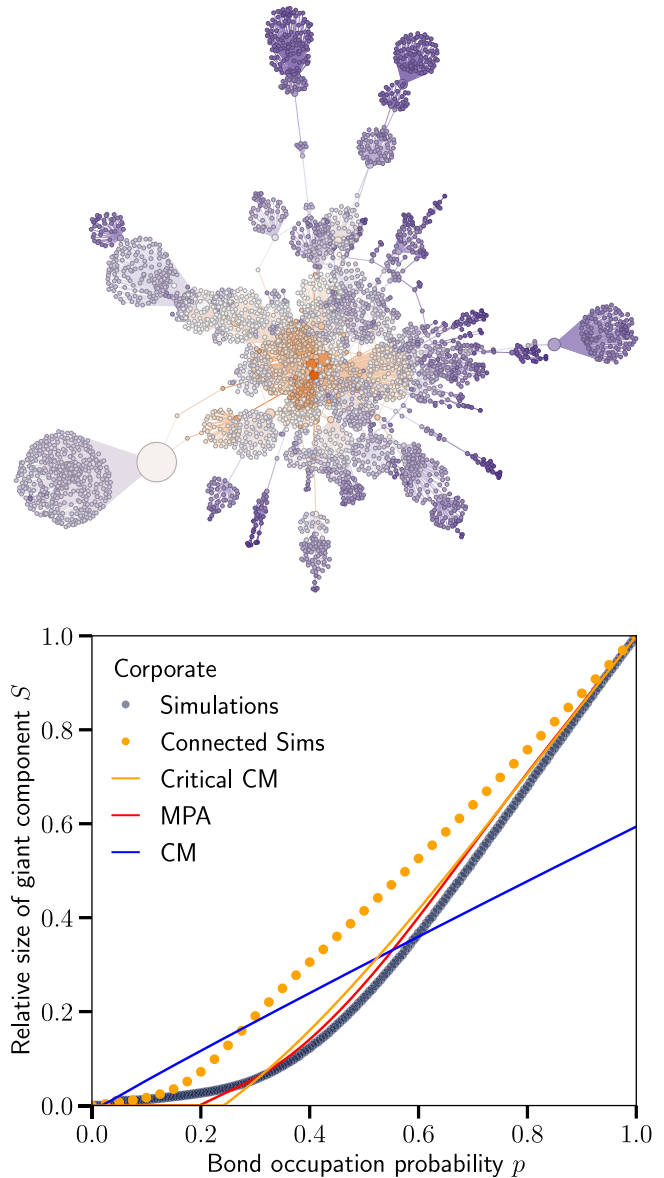 Corporate
Simulations
Connected Sims
Critical CM
MPA
CM
Relative size of giant component S
1.0
0.8
0.6
0.4
0.2
0.0
0.0 0.2 0.4 0.6 0.8 1.0
Bond occupation probability p